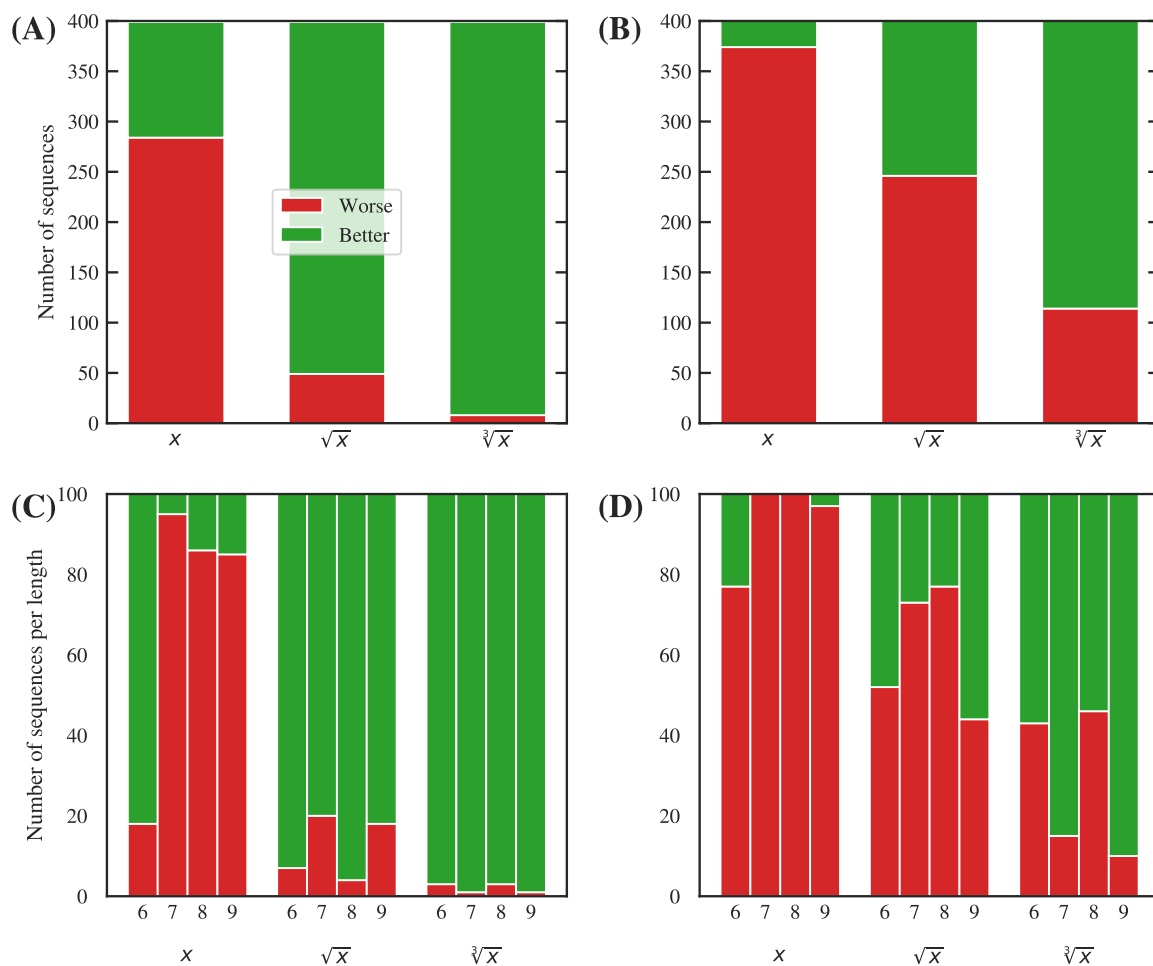 (A)
Number of sequences
400
350
300
250
200
150
100
50
0
Worse
Better
x
√x
∛x
(B)
400
350
300
250
200
150
100
50
0
x
√x
∛x
(C)
Number of sequences per length
100
80
60
40
20
0
6 7 8 9 6 7 8 9 6 7 8 9
x √x ∛x
(D)
100
80
60
40
20
0
6 7 8 9 6 7 8 9 6 7 8 9
x √x ∛x